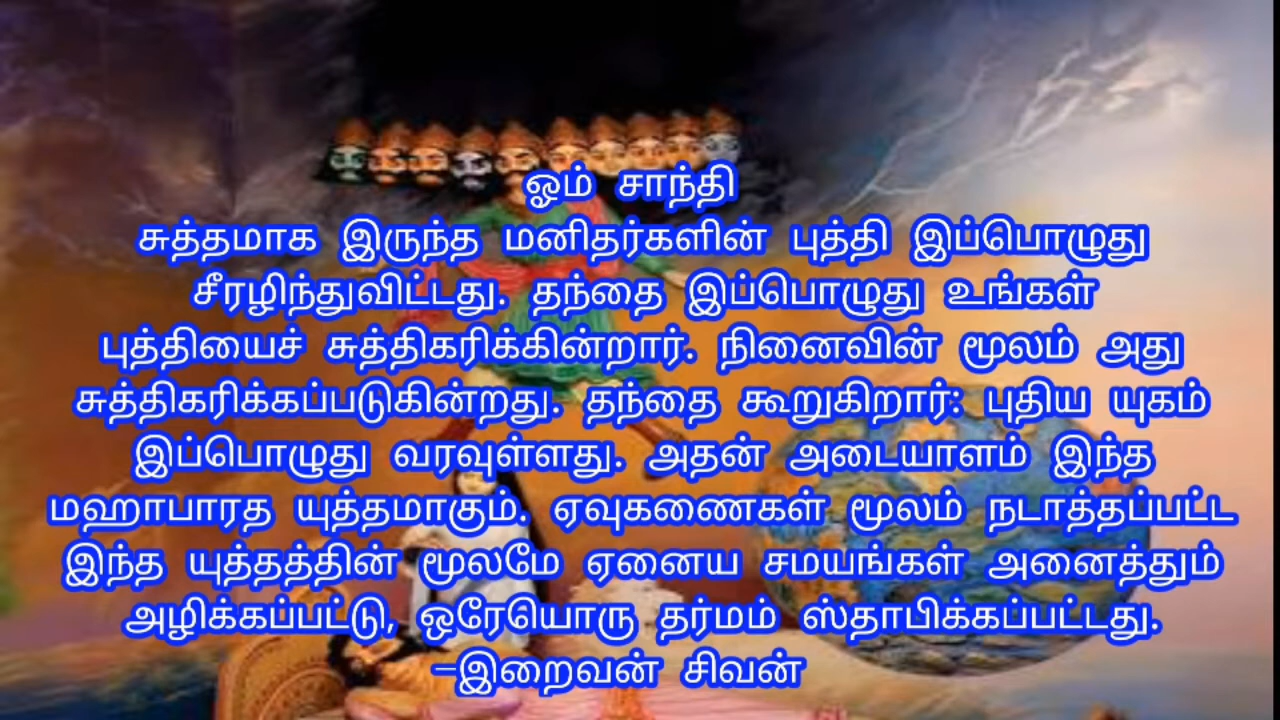 ஓம் சாந்தி
சுத்தமாக இருந்த மனிதர்களின் புத்தி இப்பொழுது
சீரழிந்துவிட்டது. தந்தை இப்பொழுது உங்கள்
புத்தியைச் சுத்திகரிக்கின்றார். நினைவின் மூலம் அது
சுத்திகரிக்கப்படுகின்றது. தந்தை கூறுகிறார்: புதிய யுகம்
இப்பொழுது வரவுள்ளது. அதன் அடையாளம் இந்த
மஹாபாரத யுத்தமாகும். ஏவுகணைகள் மூலம் நடாத்தப்பட்ட
இந்த யுத்தத்தின் மூலமே ஏனைய சமயங்கள் அனைத்தும்
அழிக்கப்பட்டு, ஒரேயொரு தர்மம் ஸ்தாபிக்கப்பட்டது.
-இறைவன் சிவன்